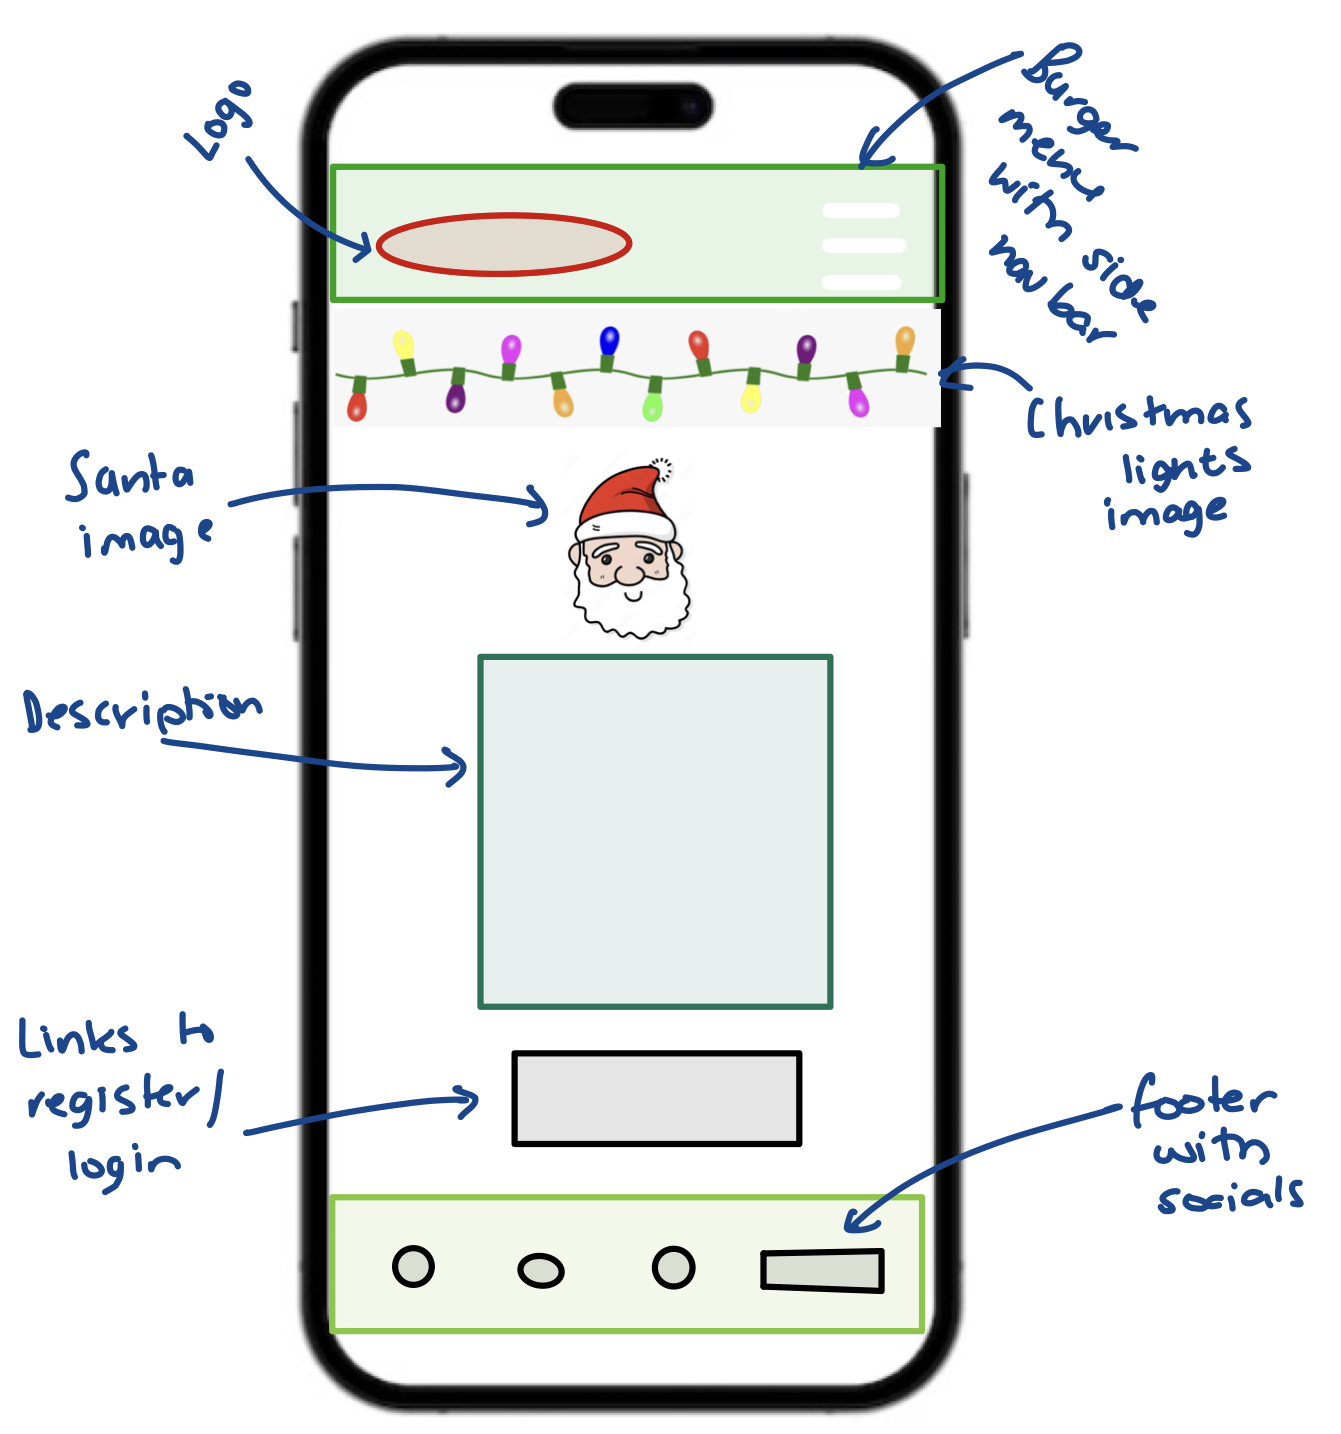 Logo
Burger
menu
with side
nav bar
Christmas
lights
image
Santa
image
Description
Links to
register/
login
footer
with
socials